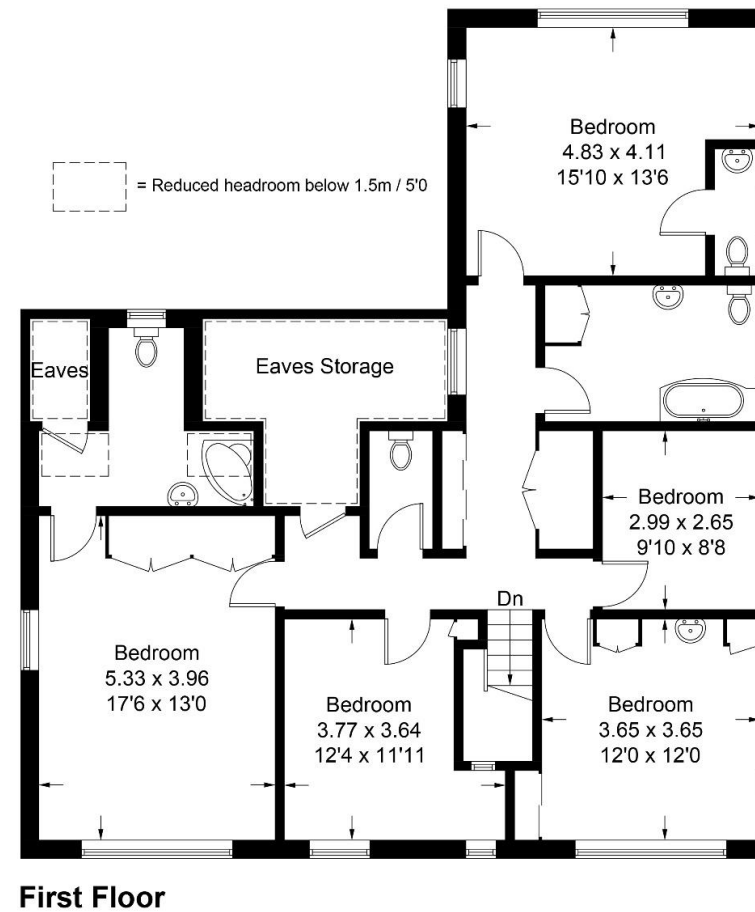 Bedroom
4.83 x 4.11
15'10 x 13'6
= Reduced headroom below 1.5m / 5'0
Eaves
Eaves Storage
Bedroom
2.99 x 2.65
9'10 x 8'8
Dn
Bedroom
5.33 x 3.96
17'6 x 13'0
Bedroom
3.77 x 3.64
12'4 x 11'11
Bedroom
3.65 x 3.65
12'0 x 12'0
First Floor